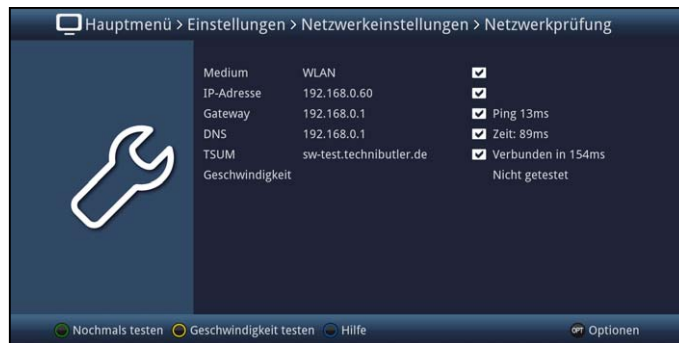 Hauptmenü > Einstellungen > Netzwerkeinstellungen > Netzwerkprüfung
Medium WLAN
IP-Adresse 192.168.0.60
Gateway 192.168.0.1 Ping 13ms
DNS 192.168.0.1 Zeit: 89ms
TSUM sw-test.technibutler.de Verbunden in 154ms
Geschwindigkeit Nicht getestet
Nochmals testen Geschwindigkeit testen Hilfe OPT Optionen